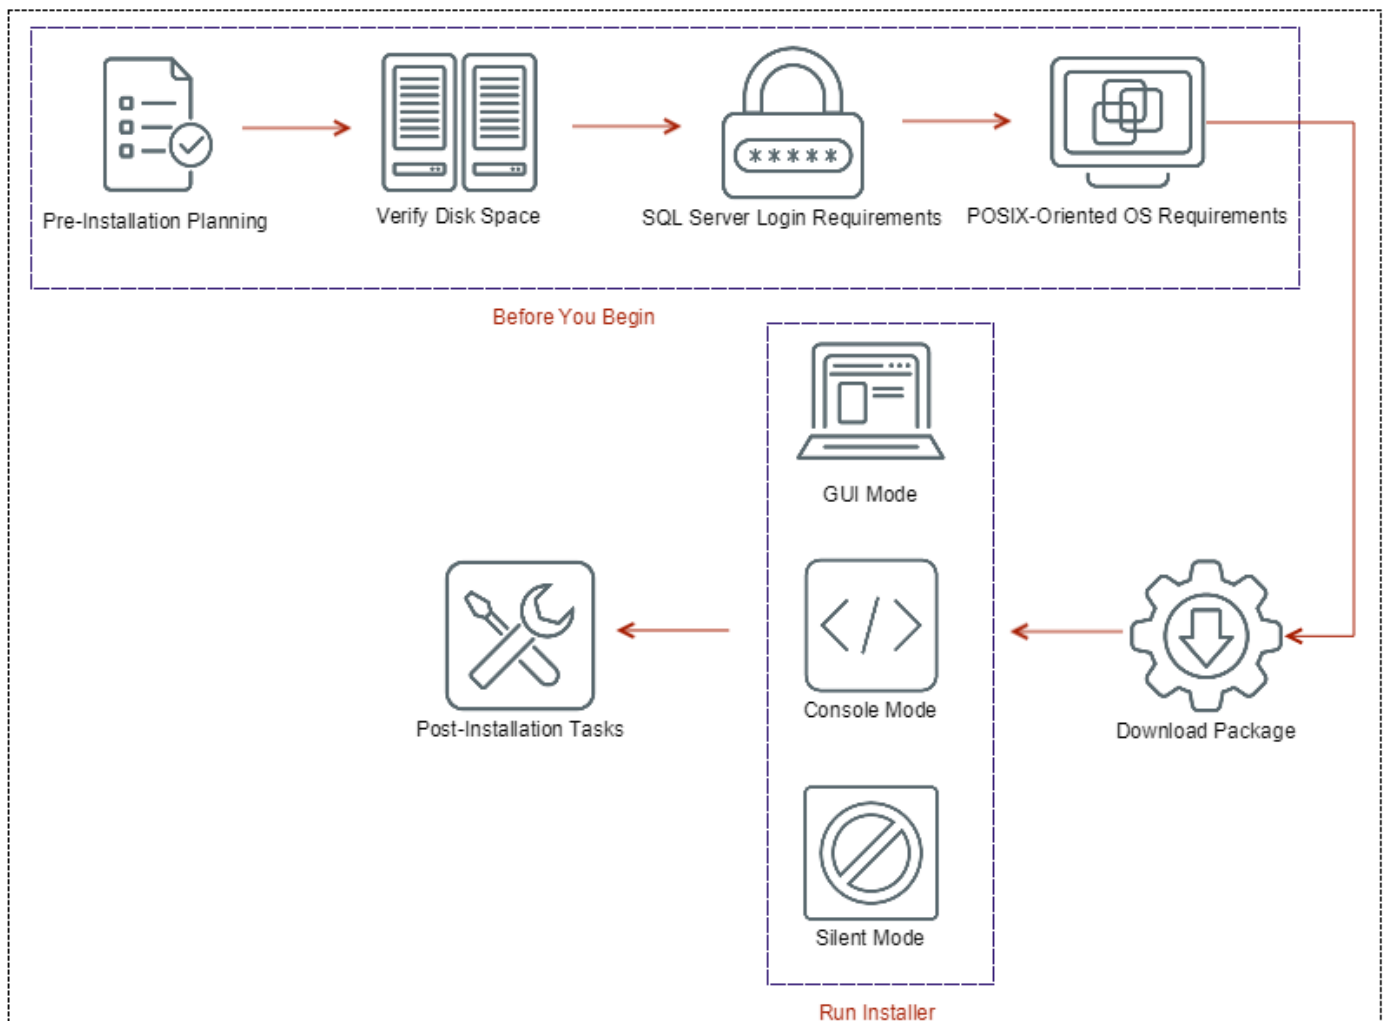 Pre-Installation Planning
Verify Disk Space
*****
SQL Server Login Requirements
POSIX-Oriented OS Requirements
Before You Begin
GUI Mode
</>
Console Mode
Download Package
Post-Installation Tasks
Silent Mode
Run Installer